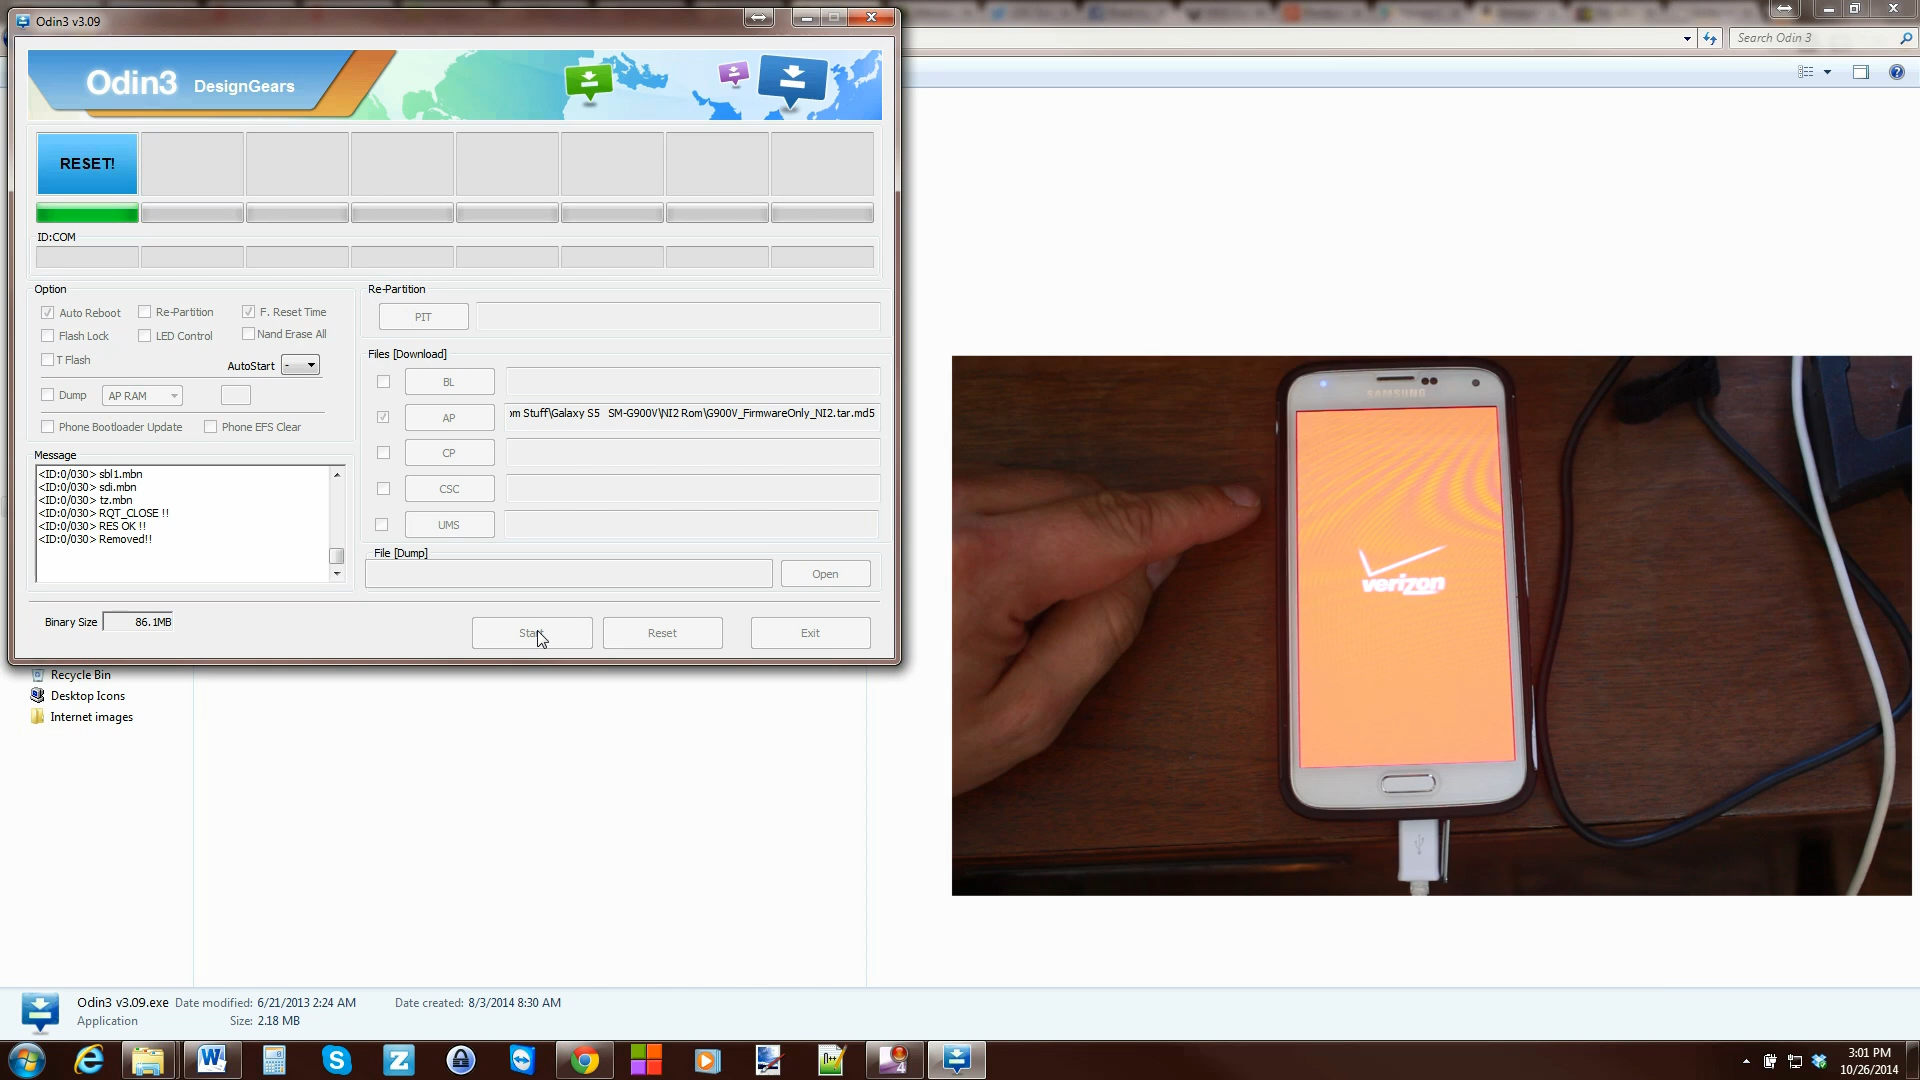 Odin3 v3.09
Search Odin 3
Odin3 DesignGears
RESET!
ID:COM
Option
Auto Reboot
Re-Partition
F. Reset Time
Flash Lock
LED Control
Nand Erase All
T Flash
AutoStart
-
Dump
AP RAM
Phone Bootloader Update
Phone EFS Clear
Message
<ID:0/030> sbl1.mbn
<ID:0/030> sdi.mbn
<ID:0/030> tz.mbn
<ID:0/030> RQT_CLOSE !!
<ID:0/030> RES OK !!
<ID:0/030> Removed!!
Re-Partition
PIT
Files [Download]
BL
AP
om Stuff\Galaxy S5 SM-G900V\NI2 Rom\G900V_FirmwareOnly_NI2.tar.md5
CP
CSC
UMS
File [Dump]
Open
Binary Size
86.1MB
Start
Reset
Exit
SAMSUNG
verizon
Recycle Bin
Desktop Icons
Internet images
Odin3 v3.09.exe Date modified: 6/21/2013 2:24 AM Date created: 8/3/2014 8:30 AM
Application Size: 2.18 MB
3:01 PM
10/26/2014